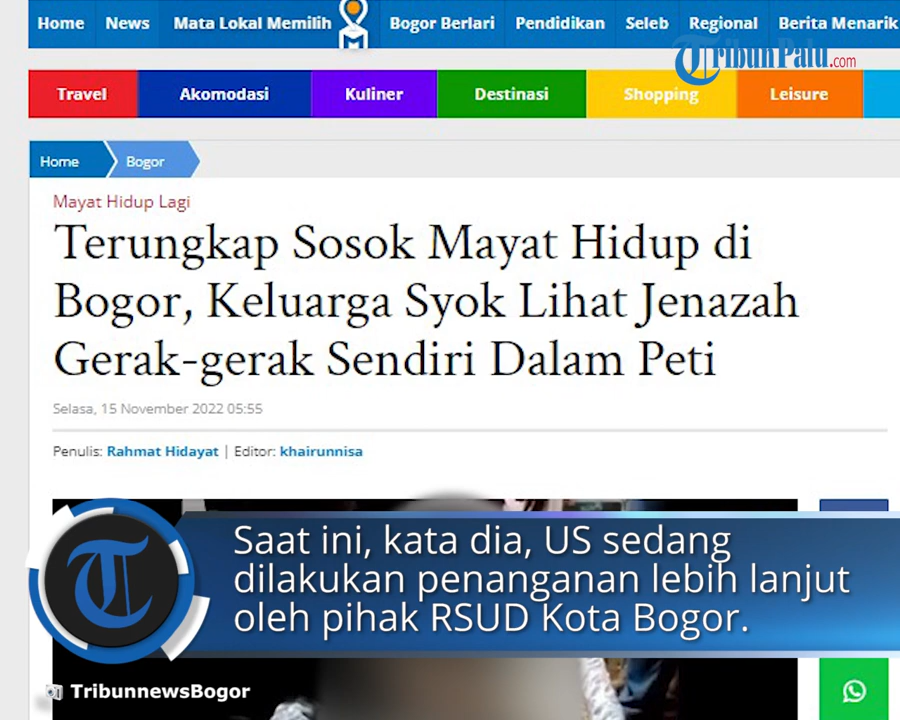 Home News Mata Lokal Memilih Bogor Berlari Pendidikan Seleb Regional Berita Menarik
TribunPalu.com
Travel Akomodasi Kuliner Destinasi Shopping Leisure
Home Bogor
Mayat Hidup Lagi
Terungkap Sosok Mayat Hidup di
Bogor, Keluarga Syok Lihat Jenazah
Gerak-gerak Sendiri Dalam Peti
Selasa, 15 November 2022 05:55
Penulis: Rahmat Hidayat | Editor: khairunnisa
Saat ini, kata dia, US sedang
dilakukan penanganan lebih lanjut
oleh pihak RSUD Kota Bogor.
TribunnewsBogor